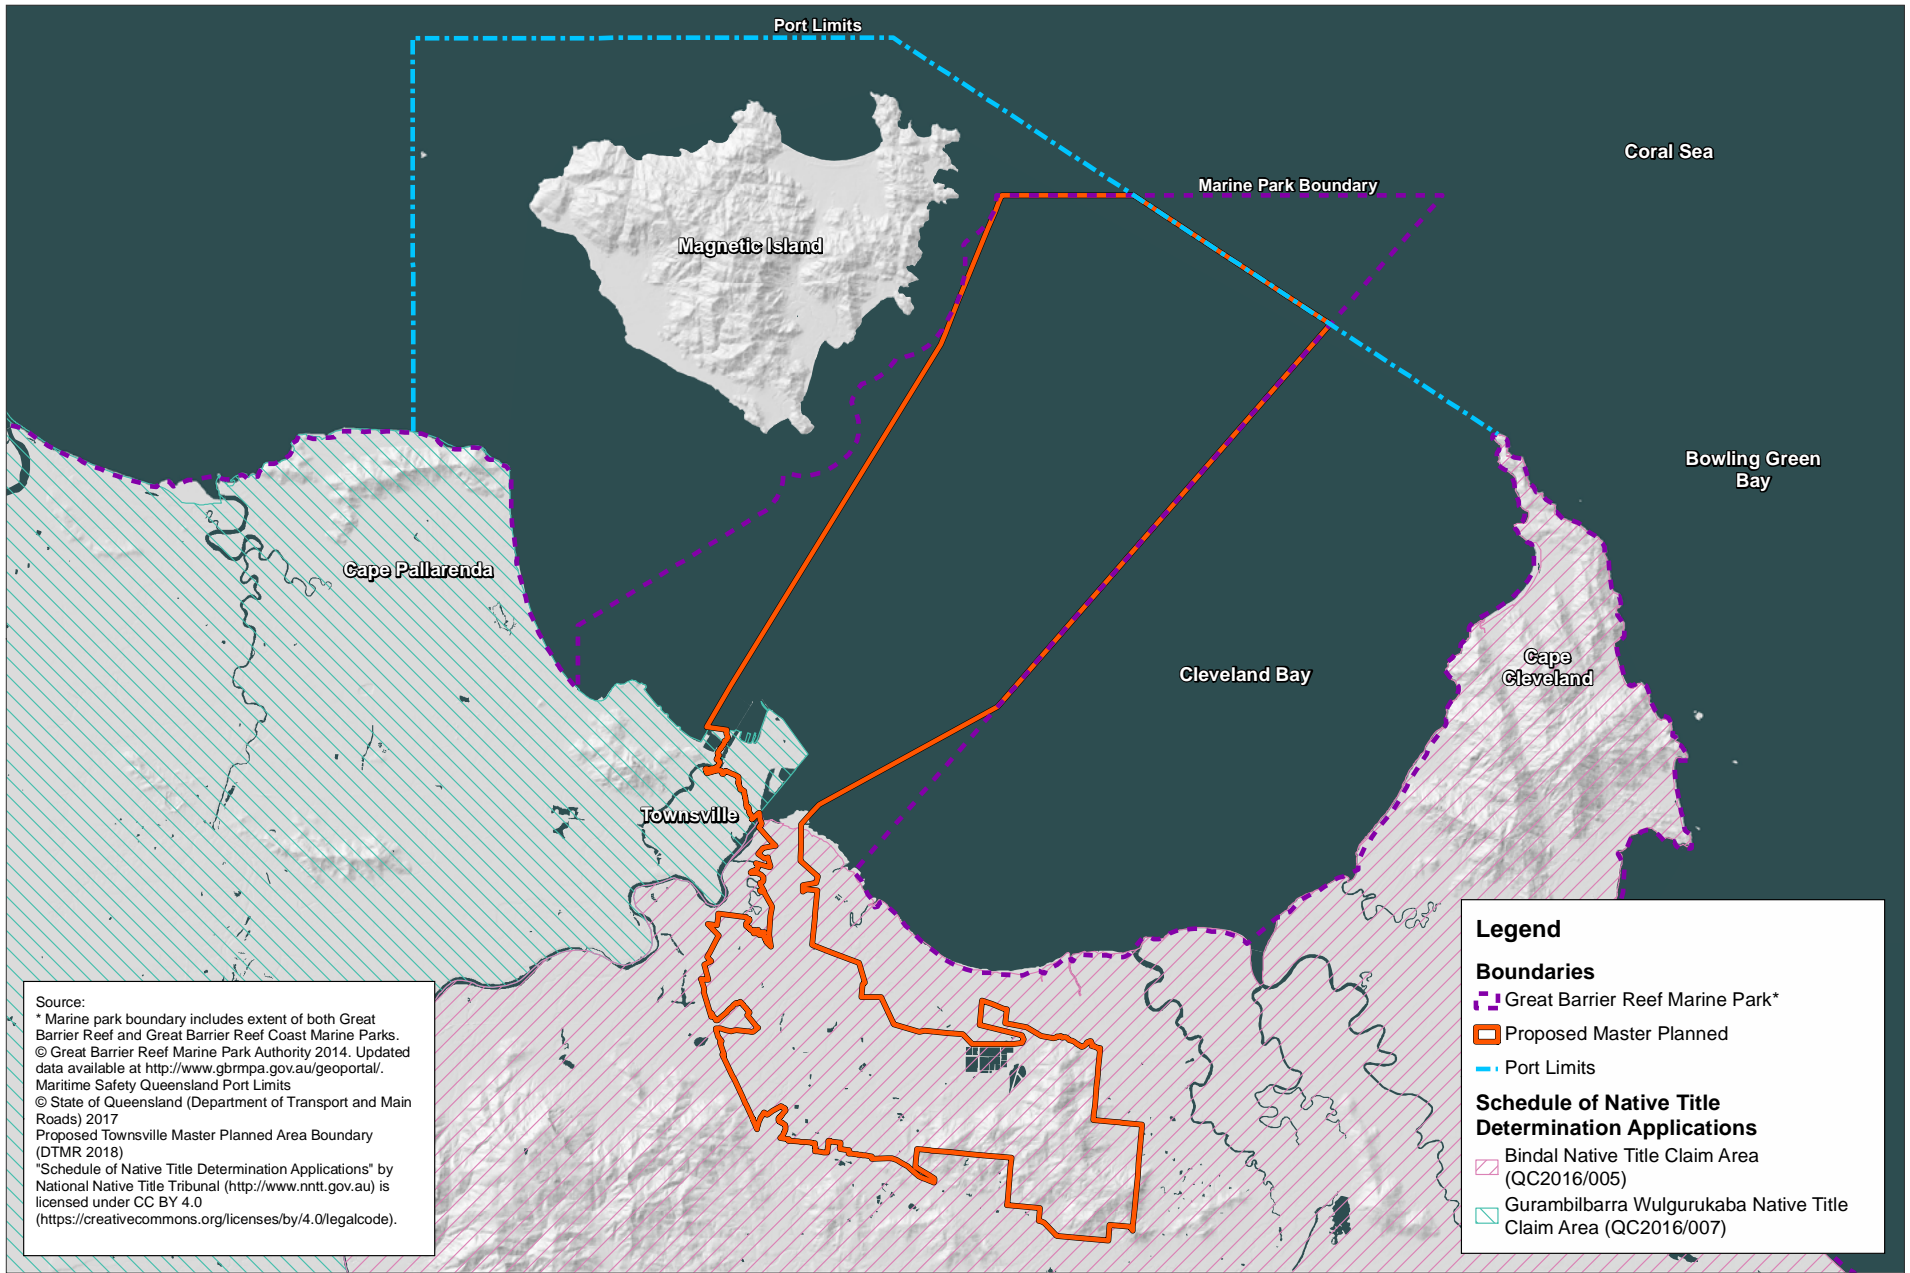 Port Limits
Coral Sea
Marine Park Boundary
Magnetic Island
Bowling Green
Bay
Cape Pallarenda
Cape
Cleveland
Cleveland Bay
Townsville
Source:
* Marine park boundary includes extent of both Great
Barrier Reef and Great Barrier Reef Coast Marine Parks.
© Great Barrier Reef Marine Park Authority 2014. Updated
data available at http://www.gbrmpa.gov.au/geoportal/.
Maritime Safety Queensland Port Limits
© State of Queensland (Department of Transport and Main
Roads) 2017
Proposed Townsville Master Planned Area Boundary
(DTMR 2018)
"Schedule of Native Title Determination Applications" by
National Native Title Tribunal (http://www.nntt.gov.au) is
licensed under CC BY 4.0
(https://creativecommons.org/licenses/by/4.0/legalcode).
Legend
Boundaries
Great Barrier Reef Marine Park*
Proposed Master Planned
Port Limits
Schedule of Native Title
Determination Applications
Bindal Native Title Claim Area
(QC2016/005)
Gurambilbarra Wulgurukaba Native Title
Claim Area (QC2016/007)